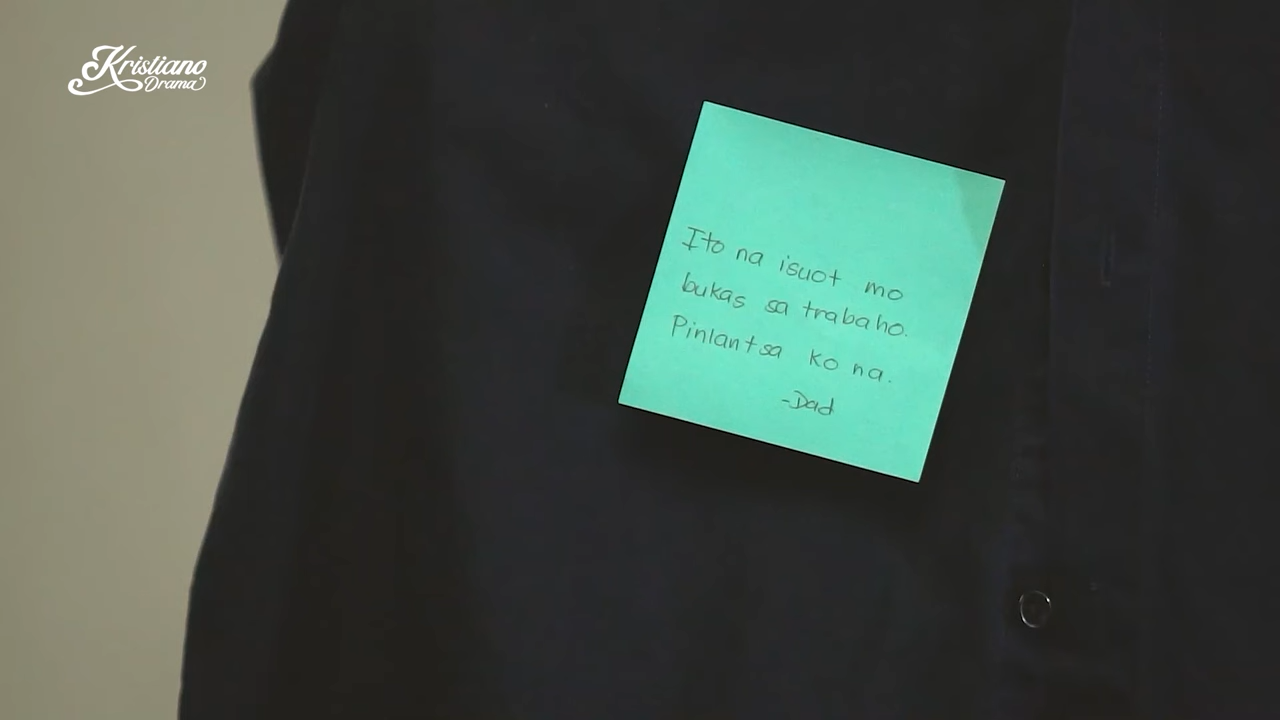 Kristiano
Drama
Ito na isuot mo
bukas sa trabaho.
Pinlantsa ko na.
-Dad